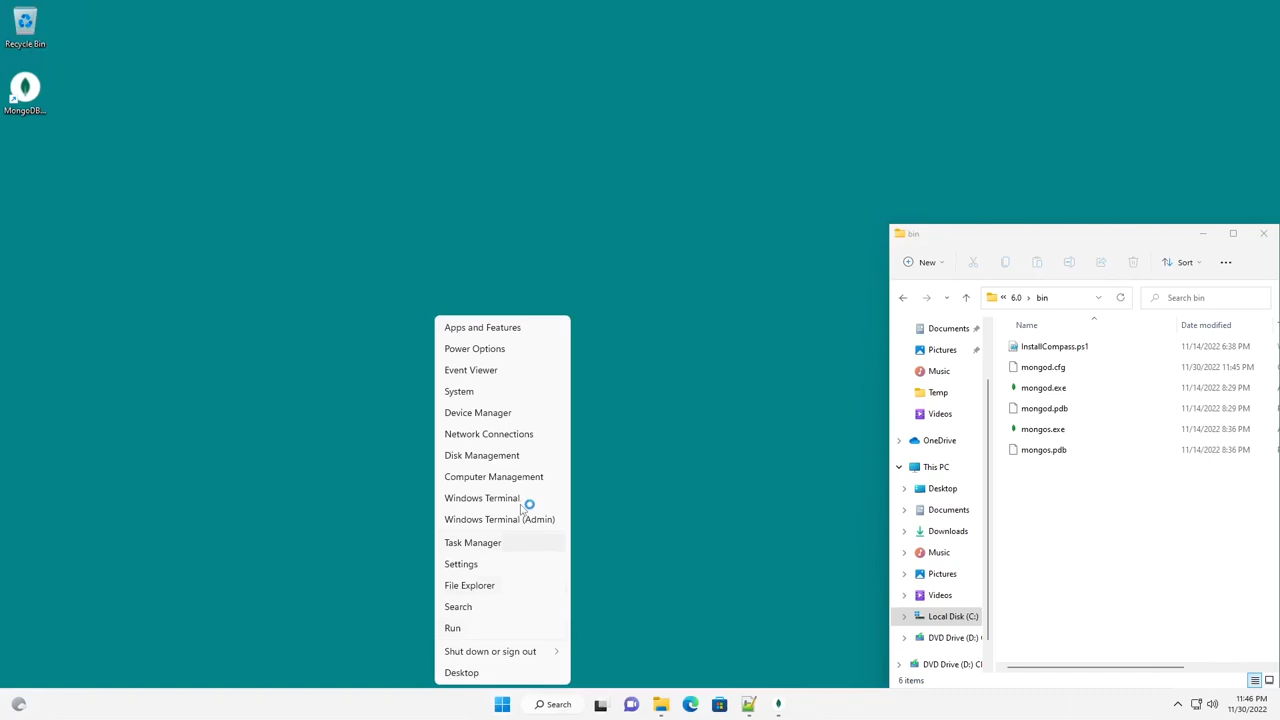 Recycle Bin
MongoDB...
Apps and Features
Power Options
Event Viewer
System
Device Manager
Network Connections
Disk Management
Computer Management
Windows Terminal
Windows Terminal (Admin)
Task Manager
Settings
File Explorer
Search
Run
Shut down or sign out
Desktop
bin
New
Sort
« 6.0 › bin
Search bin
Documents
Pictures
Music
Temp
Videos
OneDrive
This PC
Desktop
Documents
Downloads
Music
Pictures
Videos
Local Disk (C:)
DVD Drive (D:) (
DVD Drive (D:) C
Name Date modified
InstallCompass.ps1 11/14/2022 6:38 PM
mongod.cfg 11/30/2022 11:45 PM
mongod.exe 11/14/2022 8:29 PM
mongod.pdb 11/14/2022 8:29 PM
mongos.exe 11/14/2022 8:36 PM
mongos.pdb 11/14/2022 8:36 PM
6 items
Search
11:46 PM
11/30/2022